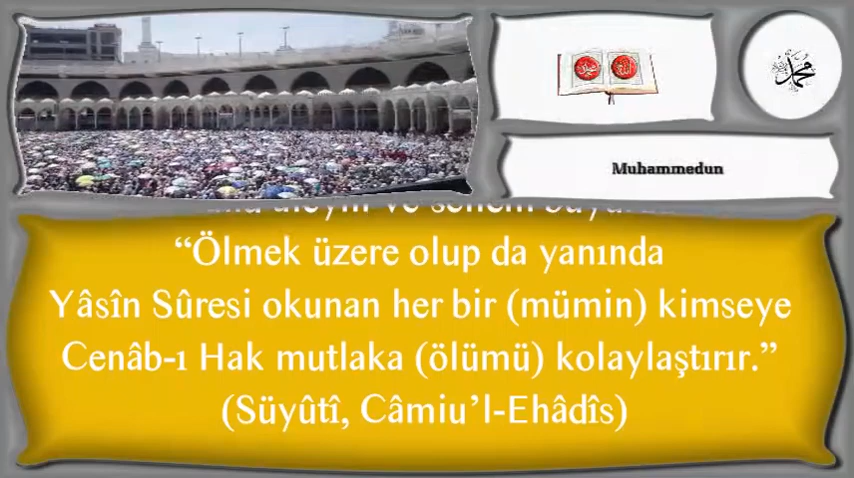 محمد
Muhammedun
“Ölmek üzere olup da yanında
Yâsîn Sûresi okunan her bir (mümin) kimseye
Cenâb-ı Hak mutlaka (ölümü) kolaylaştırır.”
(Süyûtî, Câmiu’l-Ehâdîs)